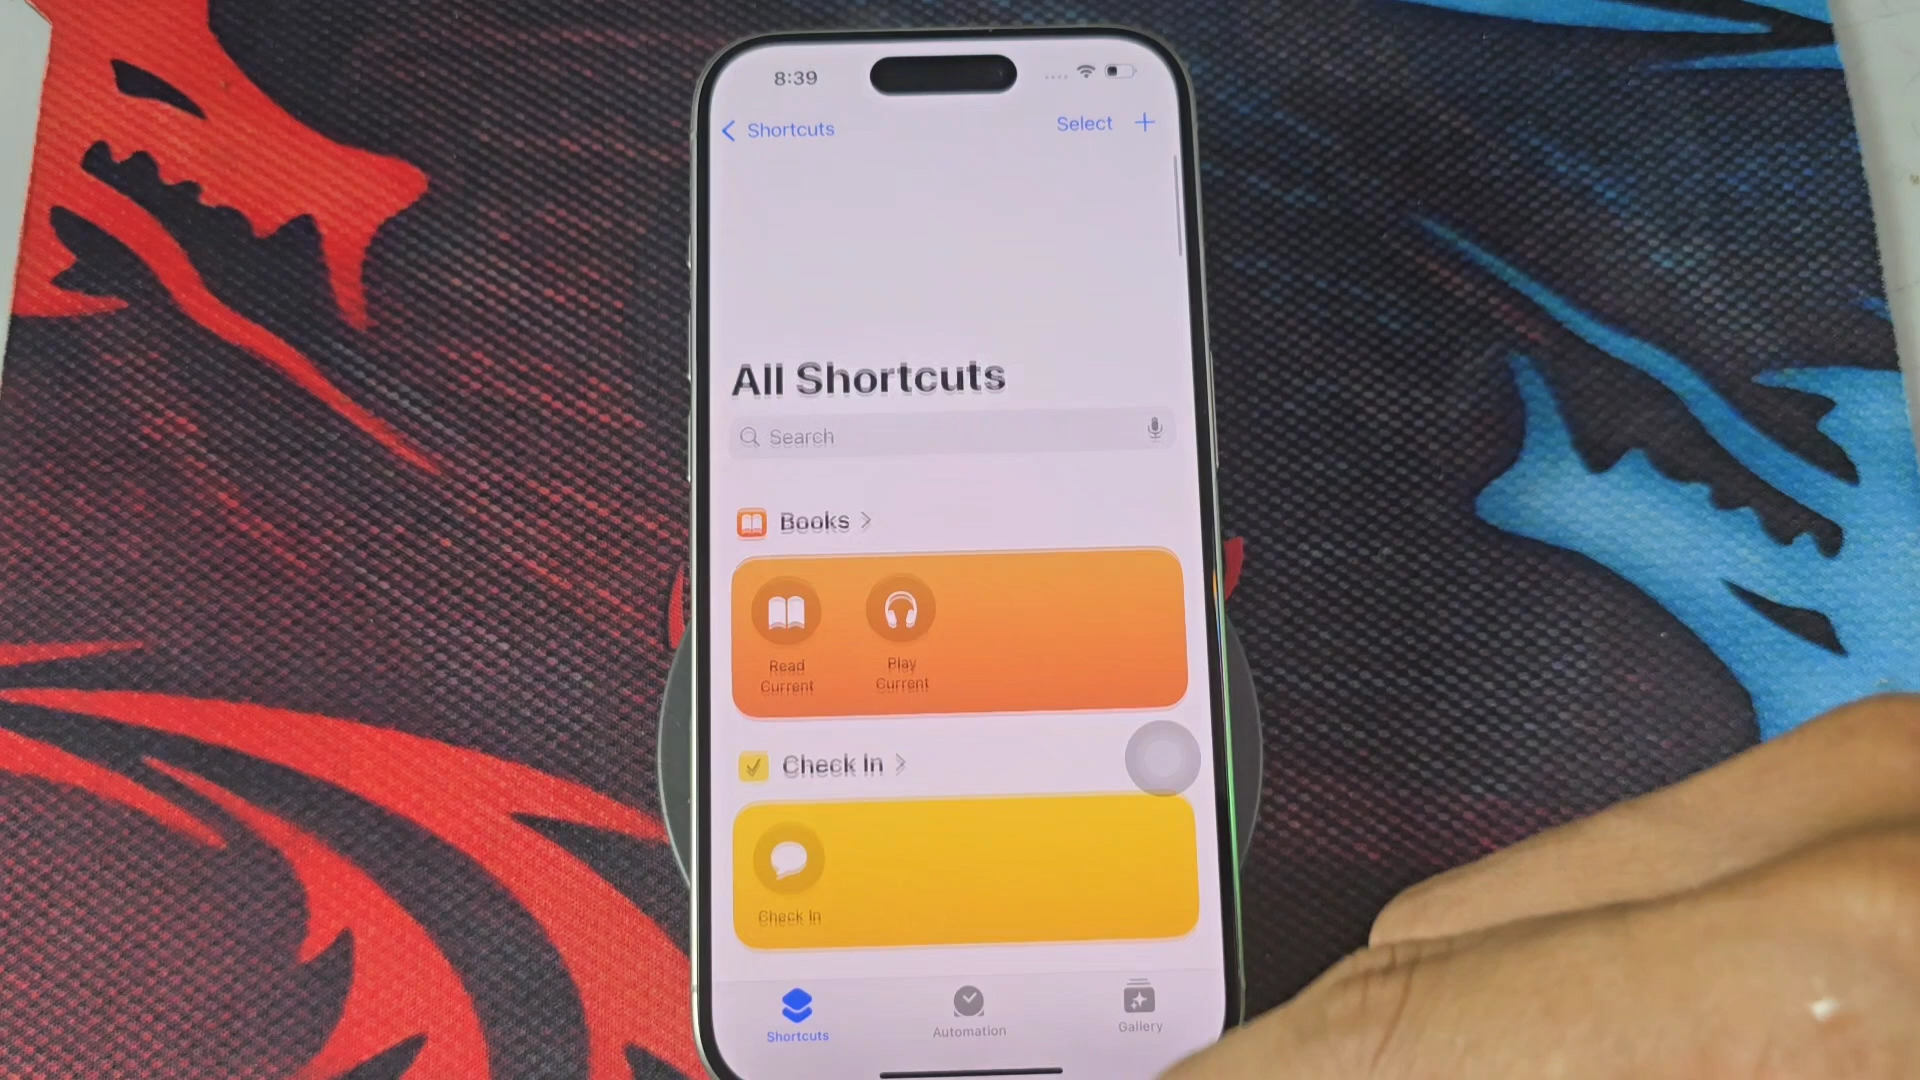 8:39
Shortcuts
Select
All Shortcuts
Search
Books
Read
Current
Play
Current
Check In
Check In
Shortcuts
Automation
Gallery